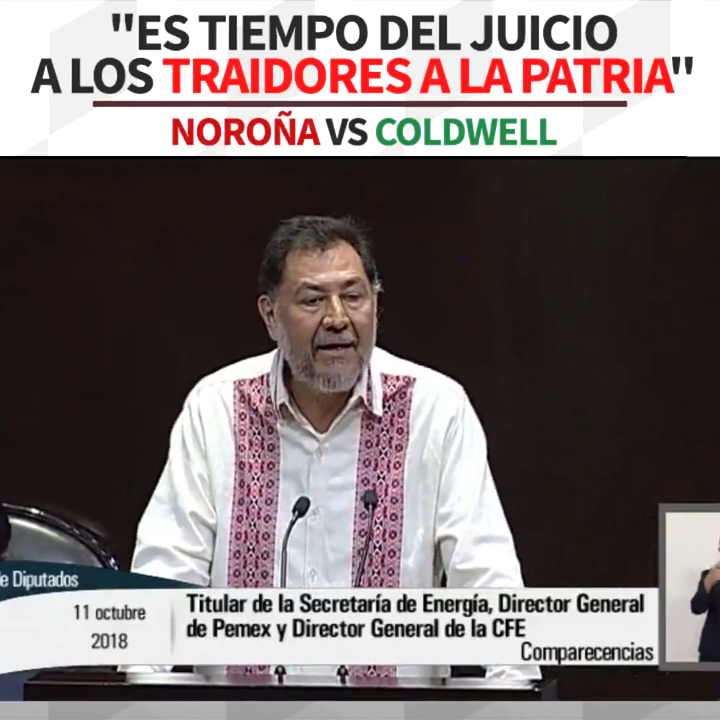 "ES TIEMPO DEL JUICIO
A LOS TRAIDORES A LA PATRIA"
NOROÑA VS COLDWELL
de Diputados
11 octubre
2018
Titular de la Secretaría de Energía, Director General
de Pemex y Director General de la CFE
Comparecencias